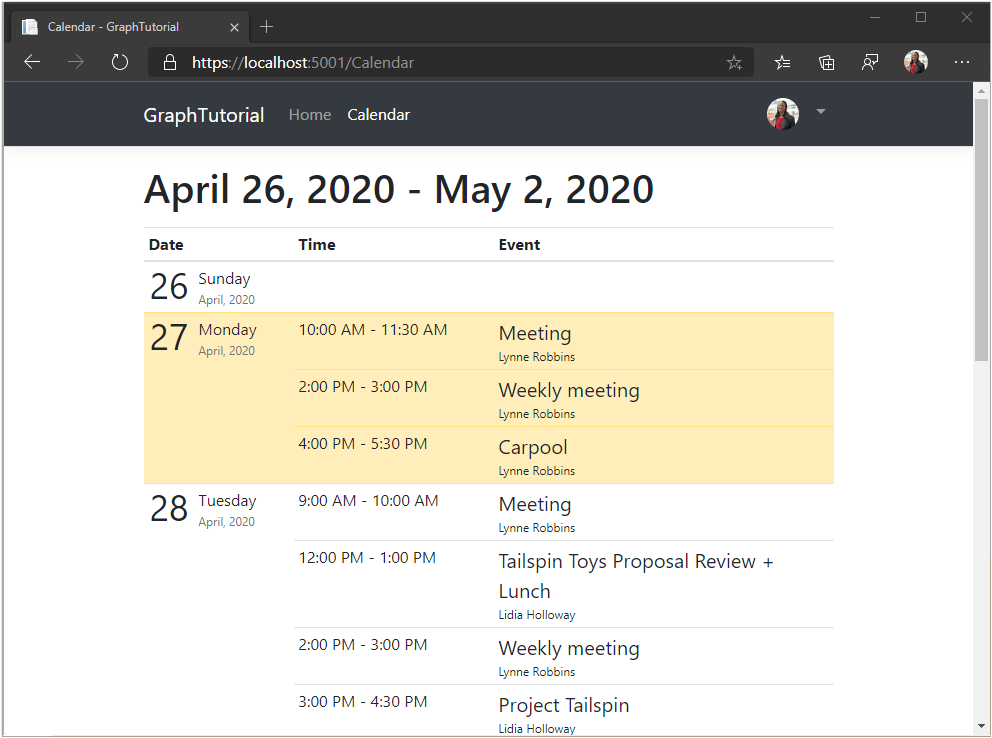 Calendar - GraphTutorial
https://localhost:5001/Calendar
GraphTutorial Home Calendar
April 26, 2020 - May 2, 2020
Date Time Event
26 Sunday
April, 2020
27 Monday 10:00 AM - 11:30 AM Meeting
April, 2020 Lynne Robbins
2:00 PM - 3:00 PM Weekly meeting
Lynne Robbins
4:00 PM - 5:30 PM Carpool
Lynne Robbins
28 Tuesday 9:00 AM - 10:00 AM Meeting
April, 2020 Lynne Robbins
12:00 PM - 1:00 PM Tailspin Toys Proposal Review +
Lunch
Lidia Holloway
2:00 PM - 3:00 PM Weekly meeting
Lynne Robbins
3:00 PM - 4:30 PM Project Tailspin
Lidia Holloway